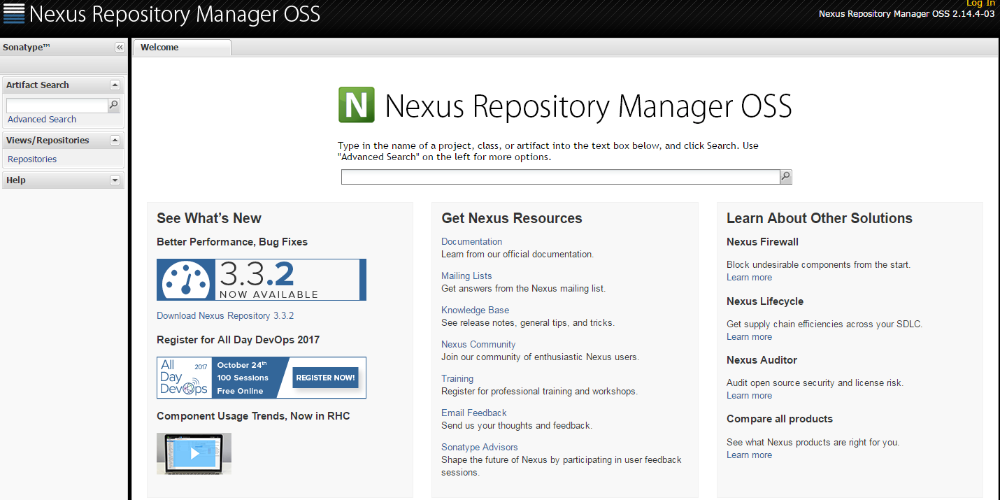 Nexus Repository Manager OSS
Log In
Nexus Repository Manager OSS 2.14.4-03
Sonatype™
Artifact Search
Advanced Search
Views/Repositories
Repositories
Help
Welcome
N Nexus Repository Manager OSS
Type in the name of a project, class, or artifact into the text box below, and click Search. Use
"Advanced Search" on the left for more options.
See What's New
Better Performance, Bug Fixes
3.3.2
NOW AVAILABLE
Download Nexus Repository 3.3.2
Register for All Day DevOps 2017
All
Day
DevOps
2017
October 24th
100 Sessions
Free Online
REGISTER NOW!
Component Usage Trends, Now in RHC
Get Nexus Resources
Documentation
Learn from our official documentation.
Mailing Lists
Get answers from the Nexus mailing list.
Knowledge Base
See release notes, general tips, and tricks.
Nexus Community
Join our community of enthusiastic Nexus users.
Training
Register for professional training and workshops.
Email Feedback
Send us your thoughts and feedback.
Sonatype Advisors
Shape the future of Nexus by participating in user feedback
sessions.
Learn About Other Solutions
Nexus Firewall
Block undesirable components from the start.
Learn more
Nexus Lifecycle
Get supply chain efficiencies across your SDLC.
Learn more
Nexus Auditor
Audit open source security and license risk.
Learn more
Compare all products
See what Nexus products are right for you.
Learn more